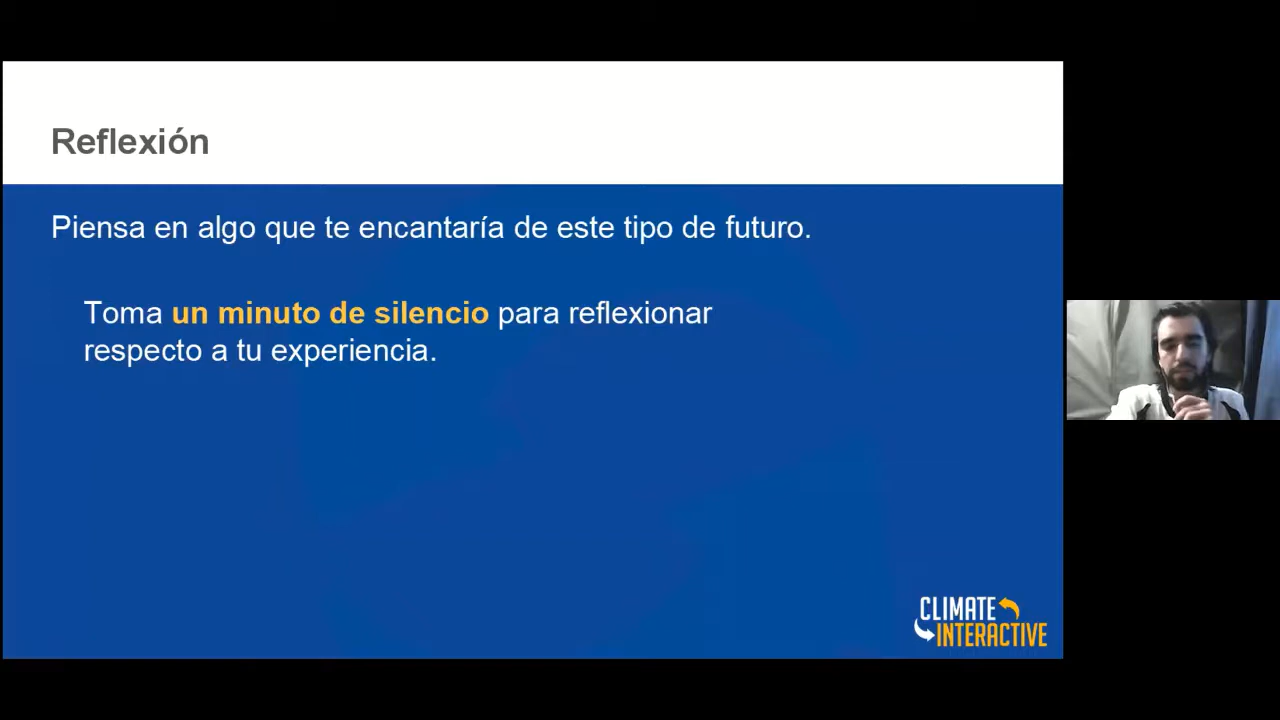 Reflexión
Piensa en algo que te encantaría de este tipo de futuro.
Toma un minuto de silencio para reflexionar
respecto a tu experiencia.
CLIMATE
INTERACTIVE